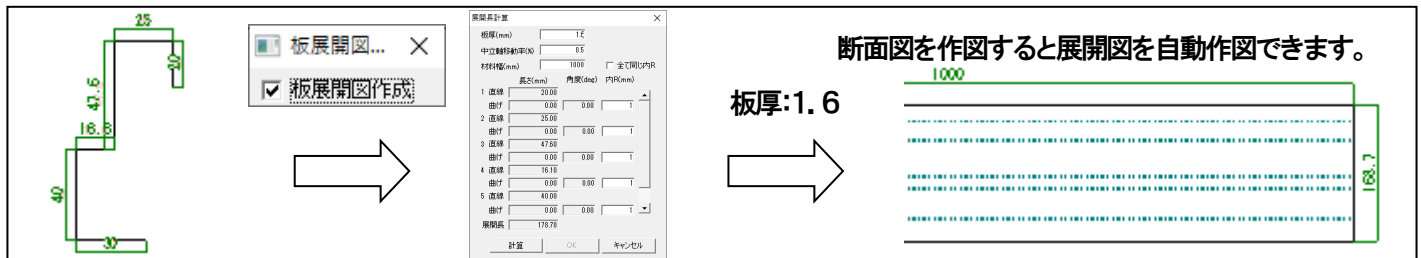 25
20
47.6
16.6
40
30
板展開図...
板展開図作成
展開長計算
板厚(mm) 1.6
中立軸移動率(%) 0.5
材料幅(mm) 1000 全て同じ内R
長さ(mm) 角度(deg) 内R(mm)
1 直線 20.00
曲げ 0.00 0.00 1
2 直線 25.00
曲げ 0.00 0.00 1
3 直線 47.60
曲げ 0.00 0.00 1
4 直線 16.10
曲げ 0.00 0.00 1
5 直線 40.00
曲げ 0.00 0.00 1
展開長 178.70
計算 OK キャンセル
板厚:1.6
断面図を作図すると展開図を自動作図できます。
1000
168.7